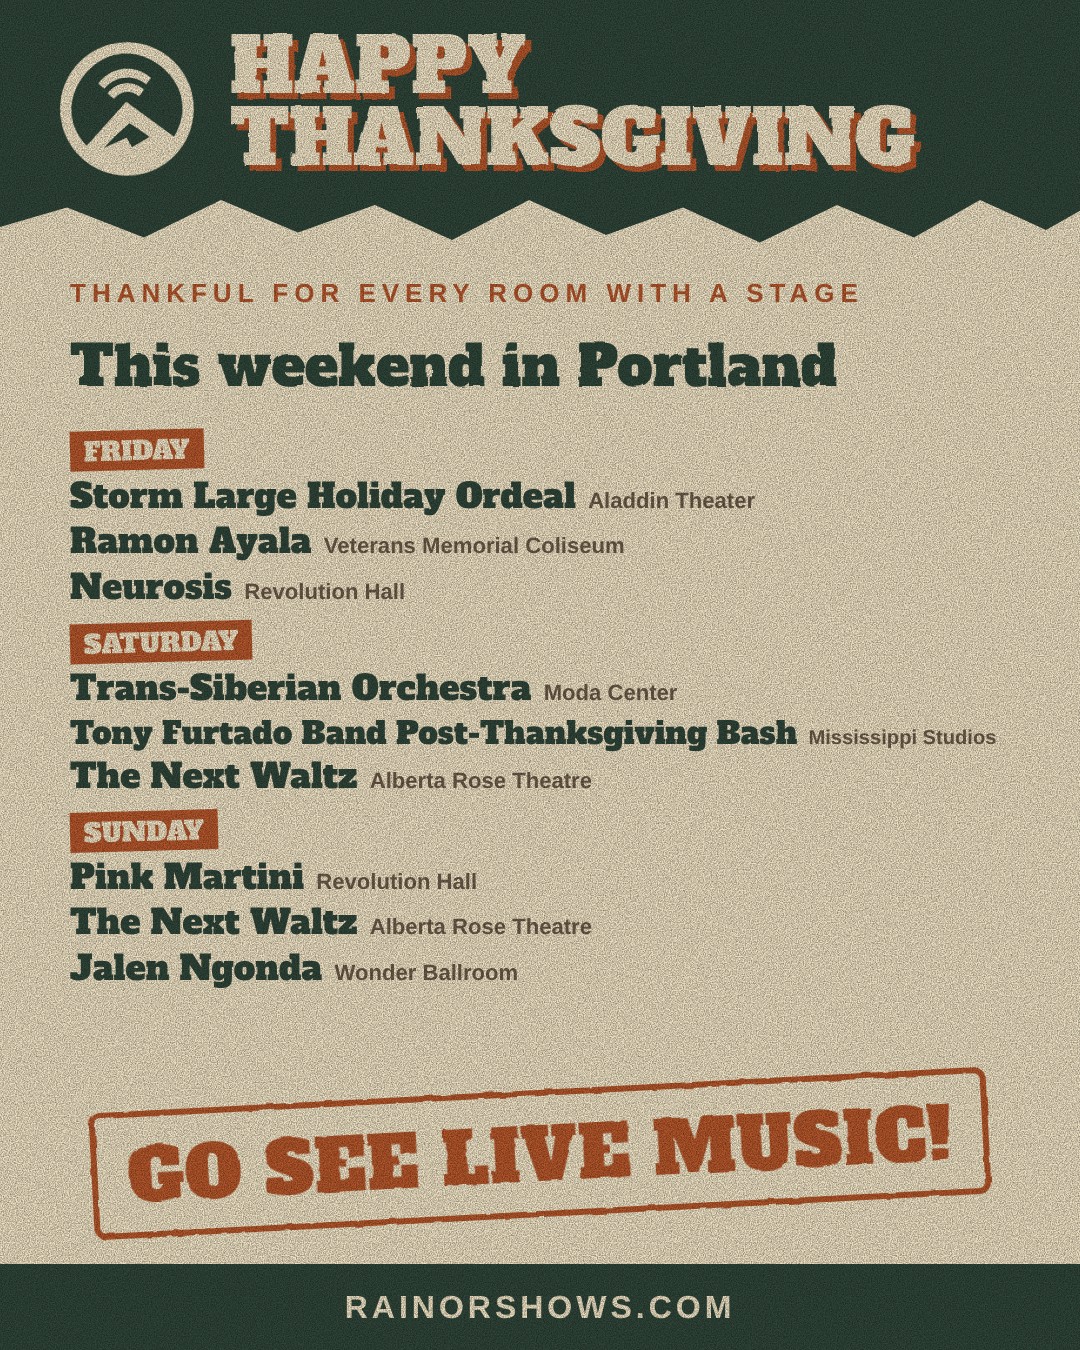 HAPPY
THANKSGIVING
THANKFUL FOR EVERY ROOM WITH A STAGE
This weekend in Portland
FRIDAY
Storm Large Holiday Ordeal Aladdin Theater
Ramon Ayala Veterans Memorial Coliseum
Neurosis Revolution Hall
SATURDAY
Trans-Siberian Orchestra Moda Center
Tony Furtado Band Post-Thanksgiving Bash Mississippi Studios
The Next Waltz Alberta Rose Theatre
SUNDAY
Pink Martini Revolution Hall
The Next Waltz Alberta Rose Theatre
Jalen Ngonda Wonder Ballroom
GO SEE LIVE MUSIC!
RAINORSHOWS.COM